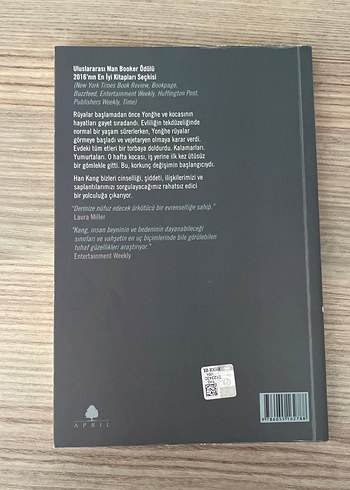 Uluslararası Man Booker Ödülü
2016'nın En İyi Kitapları Seçkisi
(New York Times Book Review, Bookpage,
Buzzfeed, Entertainment Weekly, Huffington Post,
Publishers Weekly, Time)
Rüyalar başlamadan önce Yonğhe ve kocasının
hayatları gayet sıradandı. Evliliğin tekdüzeliğinde
normal bir yaşam sürerlerken, Yonğhe rüyalar
görmeye başladı ve vejetaryen olmaya karar verdi.
Evdeki tüm etleri bir torbaya doldurdu. Kalamarları.
Yumurtaları. O hafta kocası, iş yerine ilk kez ütüsüz
bir gömlekle gitti. Bu, korkunç değişimin başlangıcıydı.
Han Kang bizleri cinselliği, şiddeti, ilişkilerimizi ve
saplantılarımızı sorgulayacağımız rahatsız edici
bir yolculuğa çıkarıyor.
"Derimize nüfuz edecek ürkütücü bir evrenselliğe sahip."
Laura Miller
"Kang, insan beyninin ve bedeninin dayanabileceği
sınırları ve vahşetin en uç biçimlerinde bile görülebilen
tuhaf güzellikleri araştırıyor."
Entertainment Weekly
APRIL